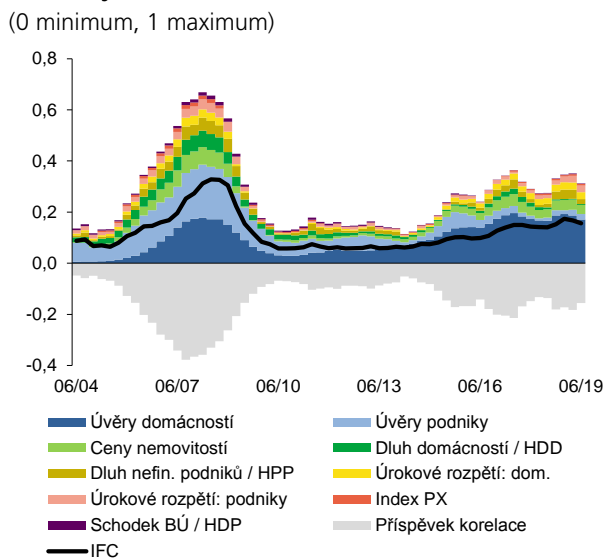 (0 minimum, 1 maximum)
0,8
0,6
0,4
0,2
0,0
-0,2
-0,4
06/04 06/07 06/10 06/13 06/16 06/19
Úvěry domácností Úvěry podniky
Ceny nemovitostí Dluh domácností / HDD
Dluh nefin. podniků / HPP Úrokové rozpětí: dom.
Úrokové rozpětí: podniky Index PX
Schodek BÚ / HDP Příspěvek korelace
IFC